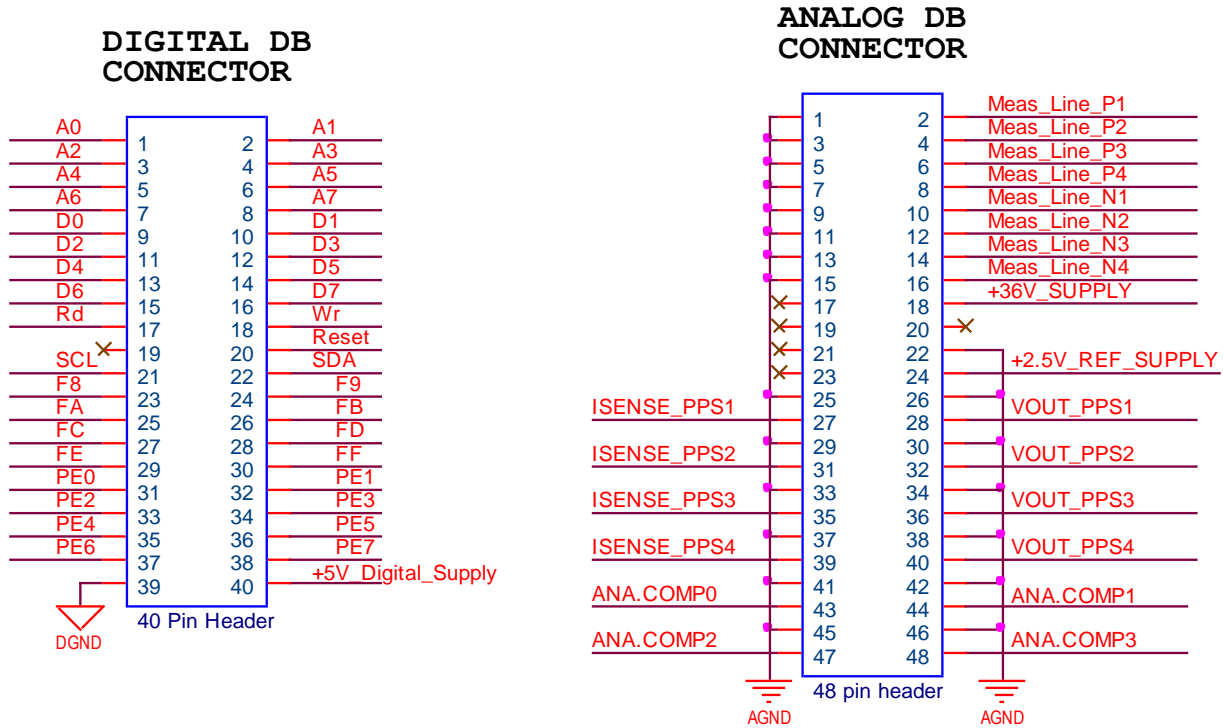 DIGITAL DB
CONNECTOR
A0 1 2 A1
A2 3 4 A3
A4 5 6 A5
A6 7 8 A7
D0 9 10 D1
D2 11 12 D3
D4 13 14 D5
D6 15 16 D7
Rd 17 18 Wr
19 20 Reset
SCL 21 22 SDA
F8 23 24 F9
FA 25 26 FB
FC 27 28 FD
FE 29 30 FF
PE0 31 32 PE1
PE2 33 34 PE3
PE4 35 36 PE5
PE6 37 38 PE7
39 40 +5V_Digital_Supply
40 Pin Header
DGND
ANALOG DB
CONNECTOR
1 2 Meas_Line_P1
3 4 Meas_Line_P2
5 6 Meas_Line_P3
7 8 Meas_Line_P4
9 10 Meas_Line_N1
11 12 Meas_Line_N2
13 14 Meas_Line_N3
15 16 Meas_Line_N4
17 18 +36V_SUPPLY
19 20
21 22
23 24 +2.5V_REF_SUPPLY
25 26
ISENSE_PPS1 27 28 VOUT_PPS1
29 30
ISENSE_PPS2 31 32 VOUT_PPS2
33 34
ISENSE_PPS3 35 36 VOUT_PPS3
37 38
ISENSE_PPS4 39 40 VOUT_PPS4
41 42
ANA.COMP0 43 44 ANA.COMP1
45 46
ANA.COMP2 47 48 ANA.COMP3
48 pin header
AGND
AGND